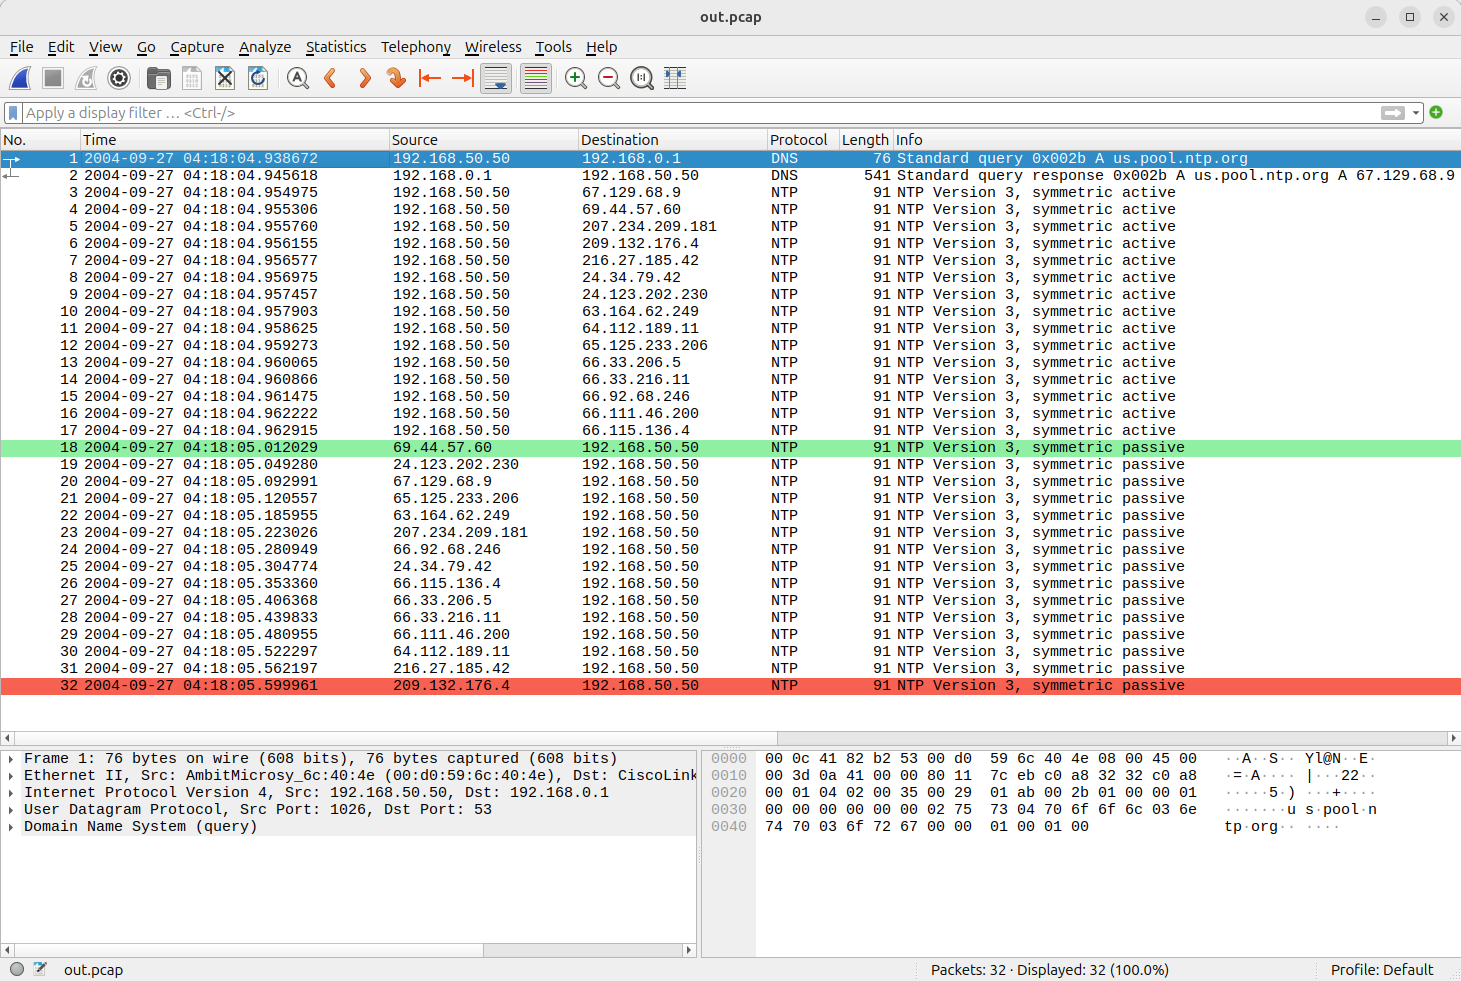 out.pcap
File Edit View Go Capture Analyze Statistics Telephony Wireless Tools Help
Apply a display filter … <Ctrl-/>
No. Time Source Destination Protocol Length Info
1 2004-09-27 04:18:04.938672 192.168.50.50 192.168.0.1 DNS 76 Standard query 0x002b A us.pool.ntp.org
2 2004-09-27 04:18:04.945618 192.168.0.1 192.168.50.50 DNS 541 Standard query response 0x002b A us.pool.ntp.org A 67.129.68.9
3 2004-09-27 04:18:04.954975 192.168.50.50 67.129.68.9 NTP 91 NTP Version 3, symmetric active
4 2004-09-27 04:18:04.955306 192.168.50.50 69.44.57.60 NTP 91 NTP Version 3, symmetric active
5 2004-09-27 04:18:04.955760 192.168.50.50 207.234.209.181 NTP 91 NTP Version 3, symmetric active
6 2004-09-27 04:18:04.956155 192.168.50.50 209.132.176.4 NTP 91 NTP Version 3, symmetric active
7 2004-09-27 04:18:04.956577 192.168.50.50 216.27.185.42 NTP 91 NTP Version 3, symmetric active
8 2004-09-27 04:18:04.956975 192.168.50.50 24.34.79.42 NTP 91 NTP Version 3, symmetric active
9 2004-09-27 04:18:04.957457 192.168.50.50 24.123.202.230 NTP 91 NTP Version 3, symmetric active
10 2004-09-27 04:18:04.957903 192.168.50.50 63.164.62.249 NTP 91 NTP Version 3, symmetric active
11 2004-09-27 04:18:04.958625 192.168.50.50 64.112.189.11 NTP 91 NTP Version 3, symmetric active
12 2004-09-27 04:18:04.959273 192.168.50.50 65.125.233.206 NTP 91 NTP Version 3, symmetric active
13 2004-09-27 04:18:04.960065 192.168.50.50 66.33.206.5 NTP 91 NTP Version 3, symmetric active
14 2004-09-27 04:18:04.960866 192.168.50.50 66.33.216.11 NTP 91 NTP Version 3, symmetric active
15 2004-09-27 04:18:04.961475 192.168.50.50 66.92.68.246 NTP 91 NTP Version 3, symmetric active
16 2004-09-27 04:18:04.962222 192.168.50.50 66.111.46.200 NTP 91 NTP Version 3, symmetric active
17 2004-09-27 04:18:04.962915 192.168.50.50 66.115.136.4 NTP 91 NTP Version 3, symmetric active
18 2004-09-27 04:18:05.012029 69.44.57.60 192.168.50.50 NTP 91 NTP Version 3, symmetric passive
19 2004-09-27 04:18:05.049280 24.123.202.230 192.168.50.50 NTP 91 NTP Version 3, symmetric passive
20 2004-09-27 04:18:05.092991 67.129.68.9 192.168.50.50 NTP 91 NTP Version 3, symmetric passive
21 2004-09-27 04:18:05.120557 65.125.233.206 192.168.50.50 NTP 91 NTP Version 3, symmetric passive
22 2004-09-27 04:18:05.185955 63.164.62.249 192.168.50.50 NTP 91 NTP Version 3, symmetric passive
23 2004-09-27 04:18:05.223026 207.234.209.181 192.168.50.50 NTP 91 NTP Version 3, symmetric passive
24 2004-09-27 04:18:05.280949 66.92.68.246 192.168.50.50 NTP 91 NTP Version 3, symmetric passive
25 2004-09-27 04:18:05.304774 24.34.79.42 192.168.50.50 NTP 91 NTP Version 3, symmetric passive
26 2004-09-27 04:18:05.353360 66.115.136.4 192.168.50.50 NTP 91 NTP Version 3, symmetric passive
27 2004-09-27 04:18:05.406368 66.33.206.5 192.168.50.50 NTP 91 NTP Version 3, symmetric passive
28 2004-09-27 04:18:05.439833 66.33.216.11 192.168.50.50 NTP 91 NTP Version 3, symmetric passive
29 2004-09-27 04:18:05.480955 66.111.46.200 192.168.50.50 NTP 91 NTP Version 3, symmetric passive
30 2004-09-27 04:18:05.522297 64.112.189.11 192.168.50.50 NTP 91 NTP Version 3, symmetric passive
31 2004-09-27 04:18:05.562197 216.27.185.42 192.168.50.50 NTP 91 NTP Version 3, symmetric passive
32 2004-09-27 04:18:05.599961 209.132.176.4 192.168.50.50 NTP 91 NTP Version 3, symmetric passive
Frame 1: 76 bytes on wire (608 bits), 76 bytes captured (608 bits)
Ethernet II, Src: AmbitMicrosy_6c:40:4e (00:d0:59:6c:40:4e), Dst: CiscoLink
Internet Protocol Version 4, Src: 192.168.50.50, Dst: 192.168.0.1
User Datagram Protocol, Src Port: 1026, Dst Port: 53
Domain Name System (query)
0000 00 0c 41 82 b2 53 00 d0 59 6c 40 4e 08 00 45 00 ··A··S·· Yl@N··E·
0010 00 3d 0a 41 00 00 80 11 7c eb c0 a8 32 32 c0 a8 ·=·A···· |···22··
0020 00 01 04 02 00 35 00 29 01 ab 00 2b 01 00 00 01 ·····5·) ···+····
0030 00 00 00 00 00 00 02 75 73 04 70 6f 6f 6c 03 6e ·······u s·pool·n
0040 74 70 03 6f 72 67 00 00 01 00 01 00 tp·org·· ····
out.pcap
Packets: 32 · Displayed: 32 (100.0%)
Profile: Default